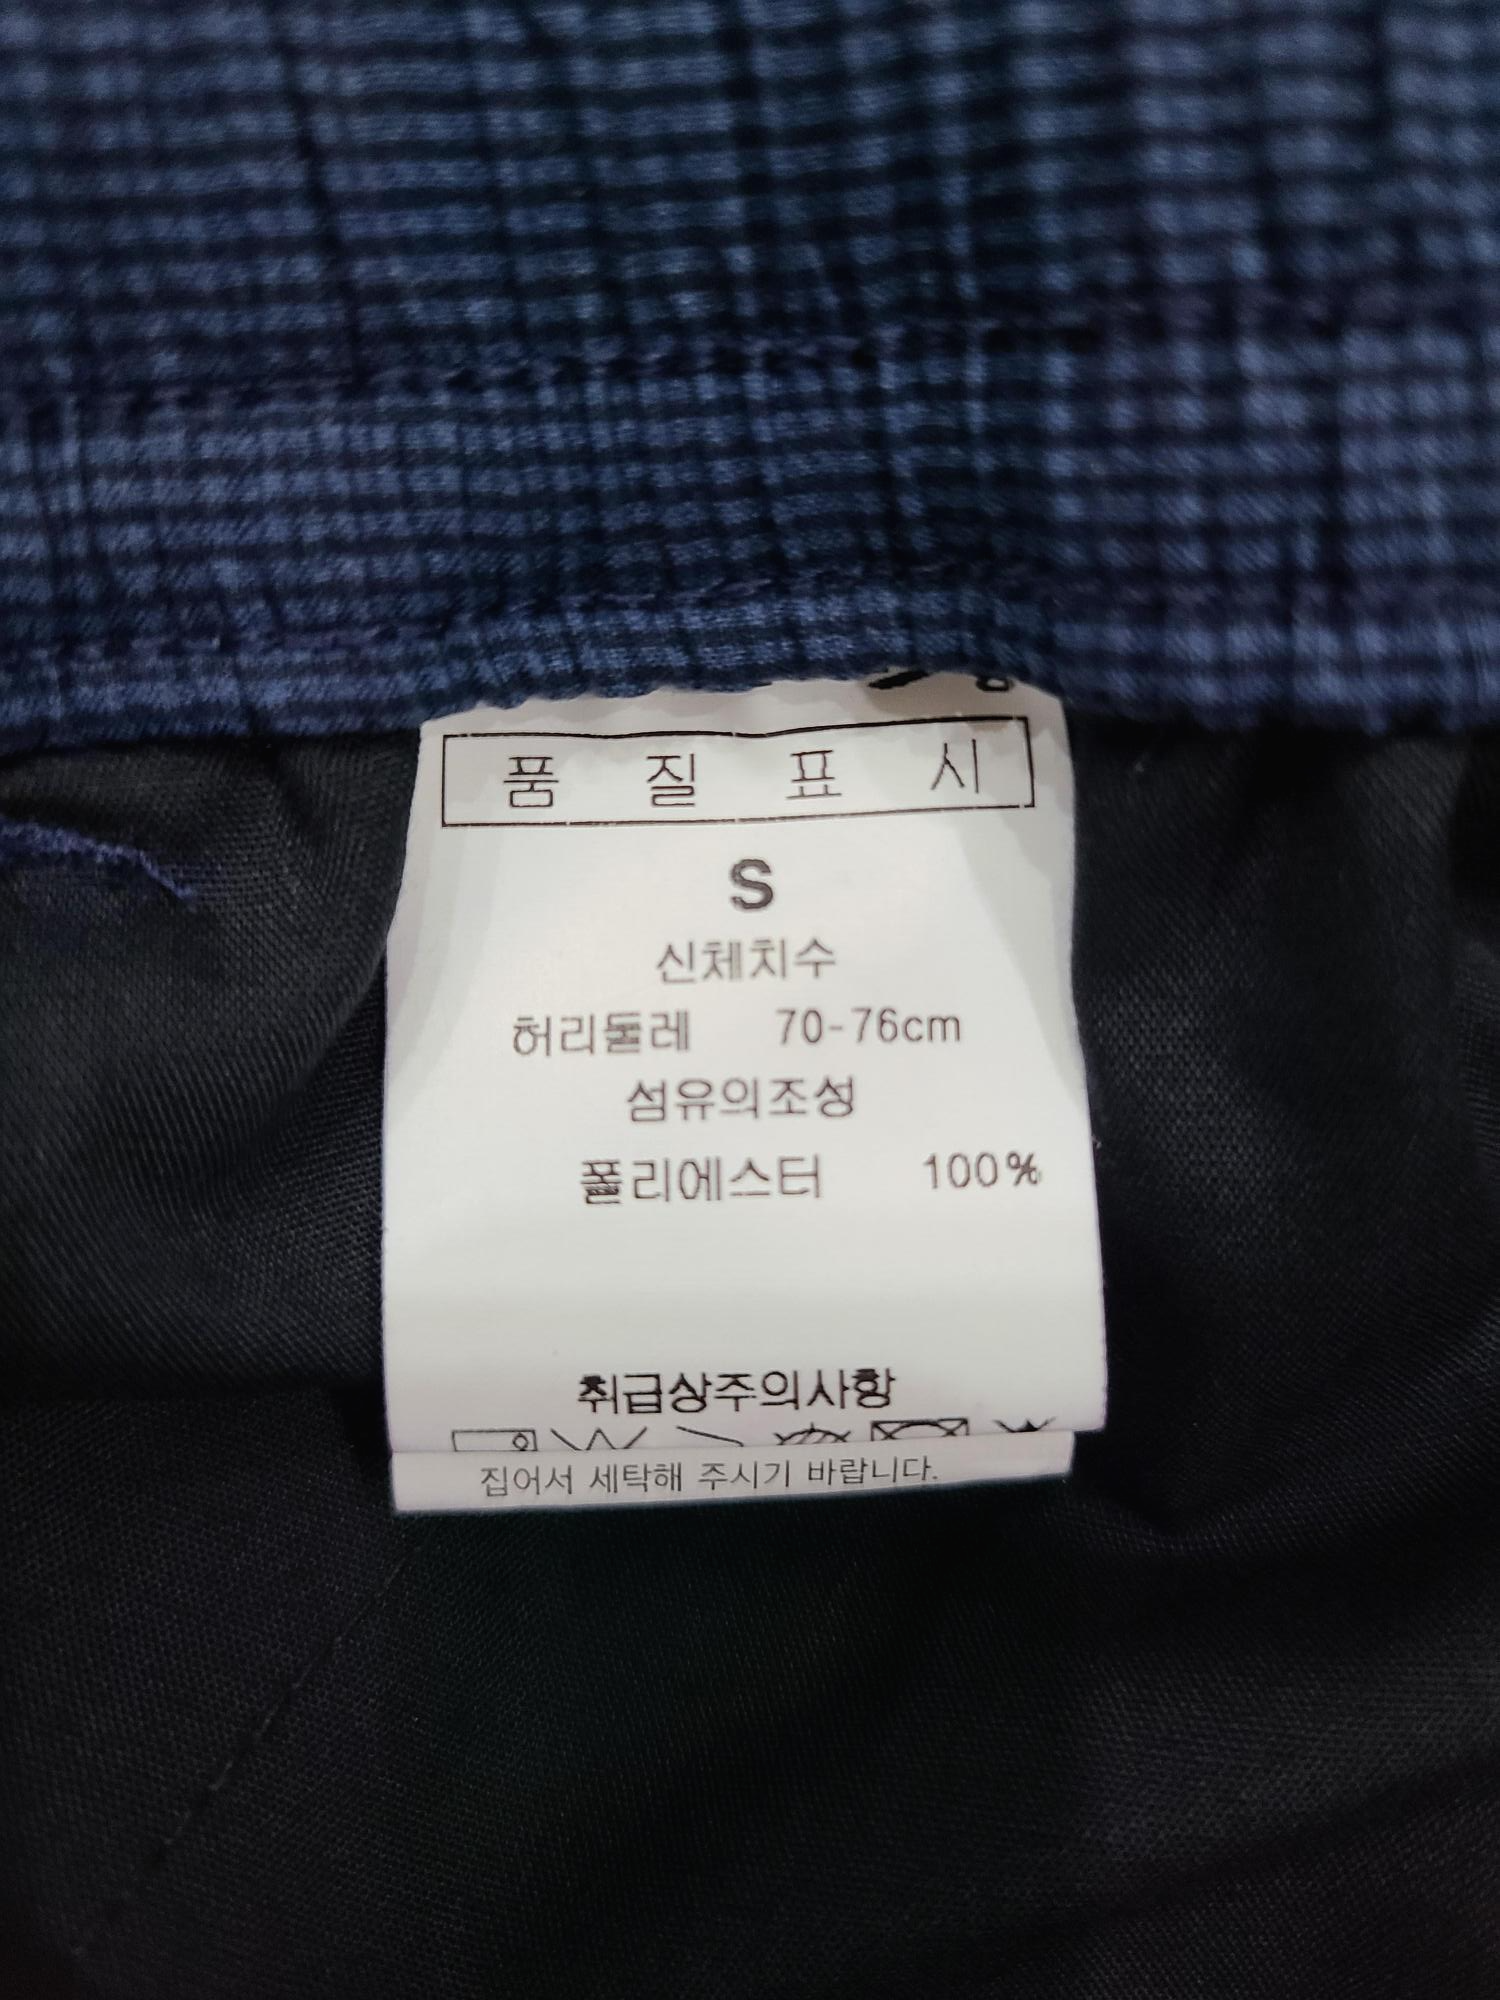 품 질 표 시
S
신체치수
허리둘레 70-76cm
섬유의조성
폴리에스터 100%
취급상주의사항
집어서 세탁해 주시기 바랍니다.